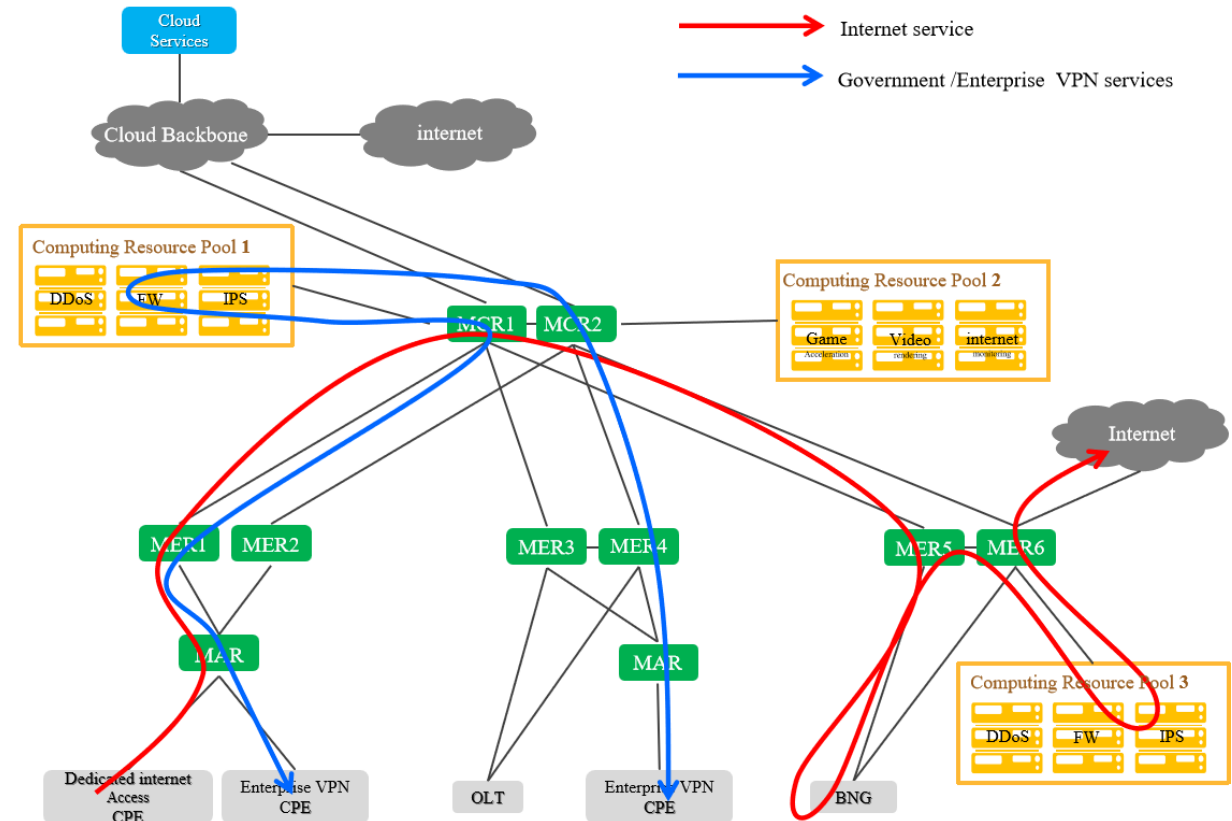 Cloud
Services
Internet service
Government /Enterprise VPN services
Cloud Backbone
internet
Computing Resource Pool 1
DDoS
FW
IPS
Computing Resource Pool 2
Game
Acceleration
Video
rendering
internet
monitoring
MCR1
MCR2
Internet
MER1
MER2
MER3
MER4
MER5
MER6
MAR
MAR
Computing Resource Pool 3
DDoS
FW
IPS
Dedicated internet
Access
CPE
Enterprise VPN
CPE
OLT
Enterprise VPN
CPE
BNG